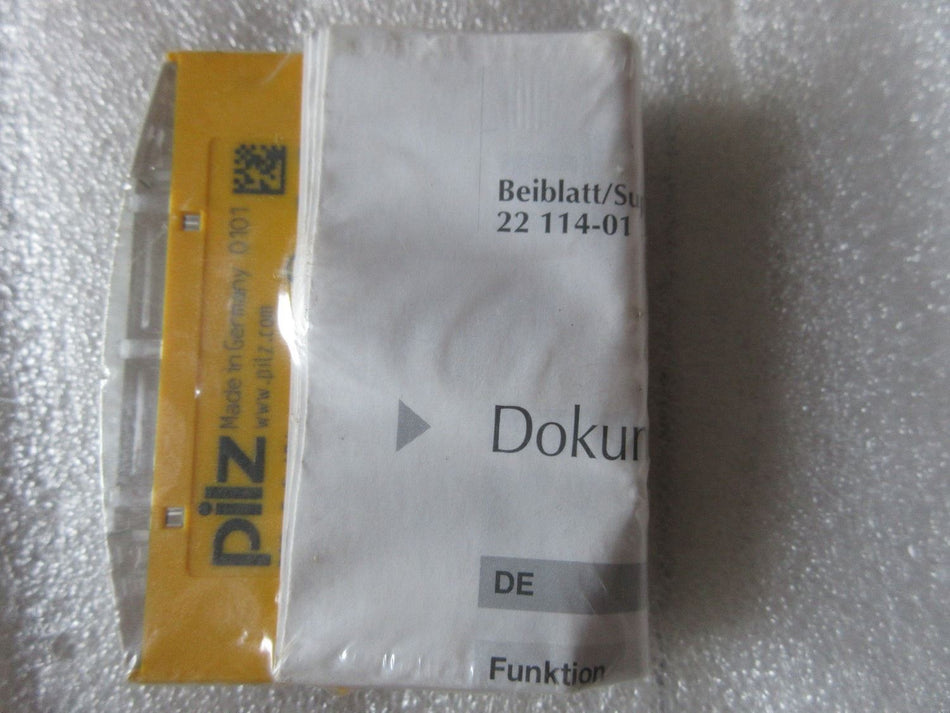 pilz
Made in Germany 0101
www.pilz.com
Beiblatt/Su
22 114-01
Dokum
DE
Funktion